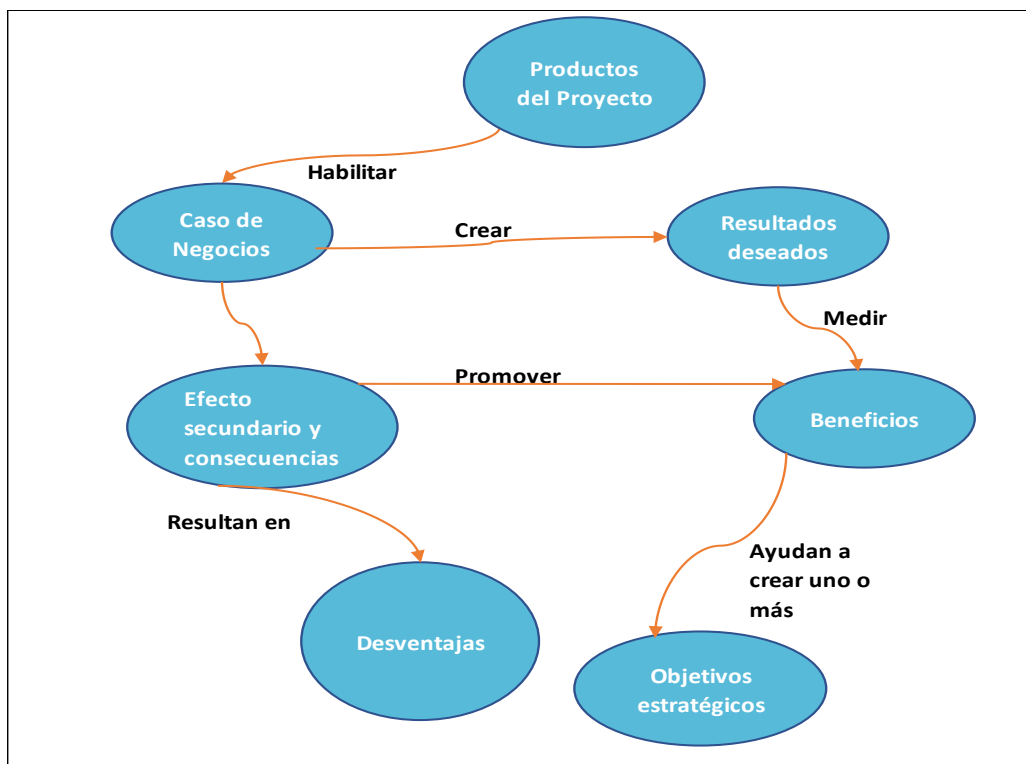 Productos
del Proyecto
Habilitar
Caso de
Negocios
Crear
Resultados
deseados
Medir
Efecto
secundario y
consecuencias
Promover
Beneficios
Resultan en
Ayudan a
crear uno o
más
Desventajas
Objetivos
estratégicos